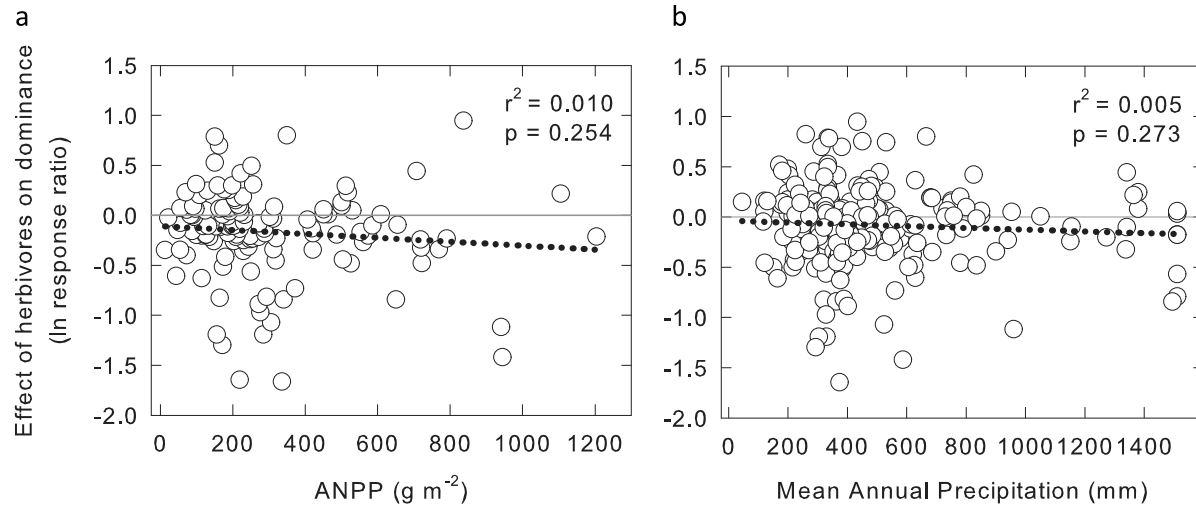 a
b
Effect of herbivores on dominance
(ln response ratio)
1.5
1.0
0.5
0.0
-0.5
-1.0
-1.5
-2.0
r² = 0.010
p = 0.254
0 200 400 600 800 1000 1200
ANPP (g m⁻²)
1.5
1.0
0.5
0.0
-0.5
-1.0
-1.5
-2.0
r² = 0.005
p = 0.273
0 200 400 600 800 1000 1200 1400
Mean Annual Precipitation (mm)